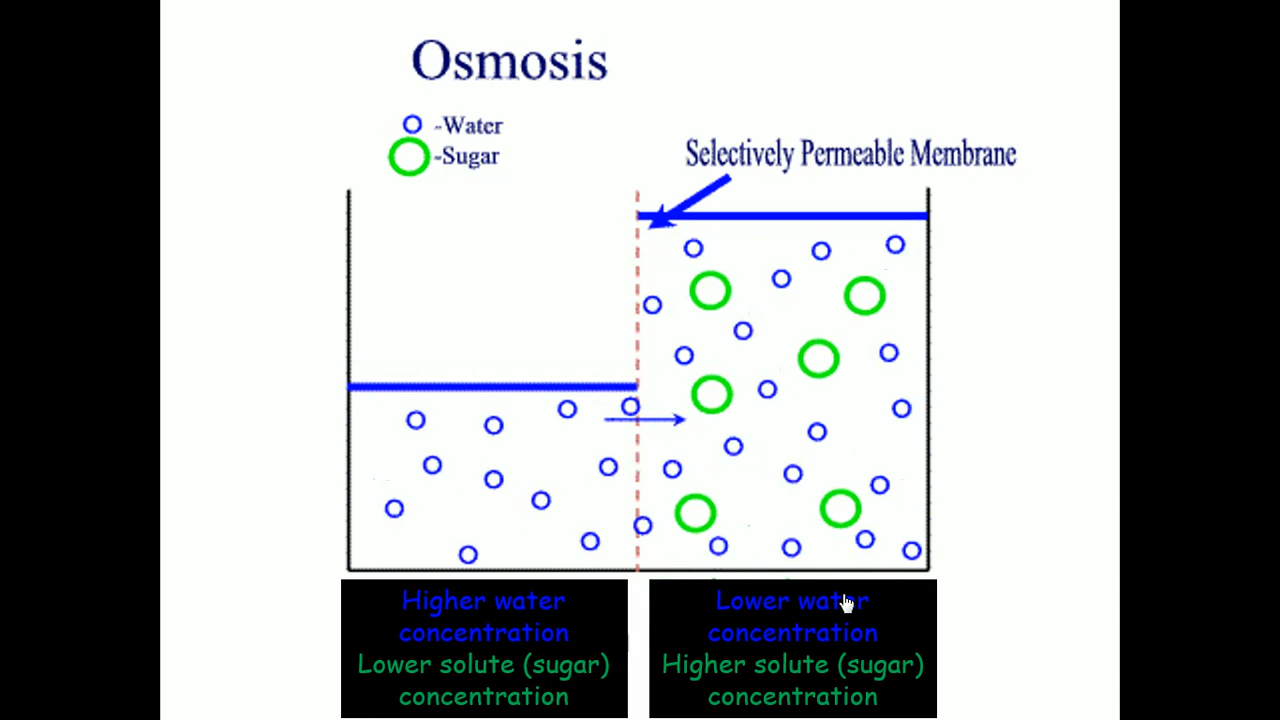 Osmosis
-Water
-Sugar
Selectively Permeable Membrane
Higher water
concentration
Lower solute (sugar)
concentration
Lower water
concentration
Higher solute (sugar)
concentration